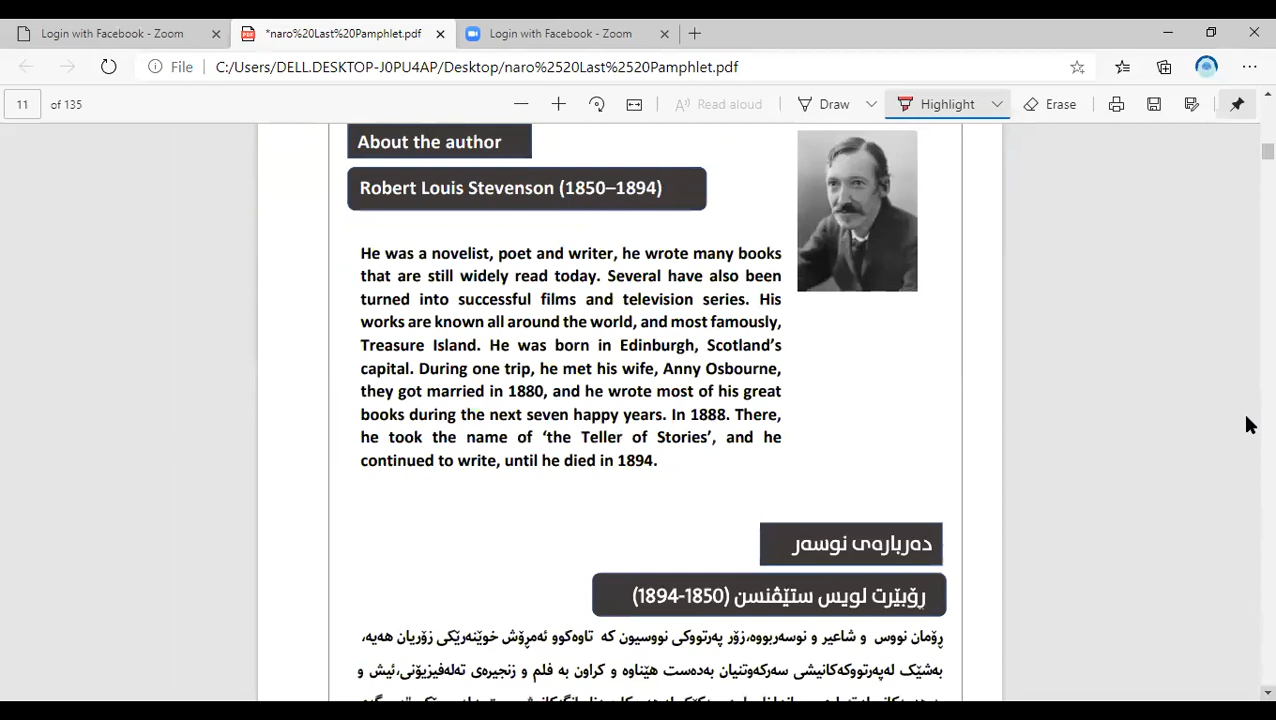 Login with Facebook - Zoom
*naro%20Last%20Pamphlet.pdf
Login with Facebook - Zoom
File
C:/Users/DELL.DESKTOP-J0PU4AP/Desktop/naro%2520Last%2520Pamphlet.pdf
11 of 135
Read aloud
Draw
Highlight
Erase
About the author
Robert Louis Stevenson (1850–1894)
He was a novelist, poet and writer, he wrote many books
that are still widely read today. Several have also been
turned into successful films and television series. His
works are known all around the world, and most famously,
Treasure Island. He was born in Edinburgh, Scotland’s
capital. During one trip, he met his wife, Anny Osbourne,
they got married in 1880, and he wrote most of his great
books during the next seven happy years. In 1888. There,
he took the name of ‘the Teller of Stories’, and he
continued to write, until he died in 1894.
دەربارەی نوسەر
ڕۆبێرت لویس ستێڤنسن (1850-1894)
ڕۆمان نووس و شاعیر و نوسەربووە،زۆر پەرتووکی نووسیون کە تاوەکوو ئەمڕۆش خوێنەرێکی زۆریان هەیە،
بەشێک لەپەرتووکەکانیشی سەرکەوتنیان بەدەست هێناوە و کراون بە فلم و زنجیرەی تەلەفیزیۆنی،ئیش و